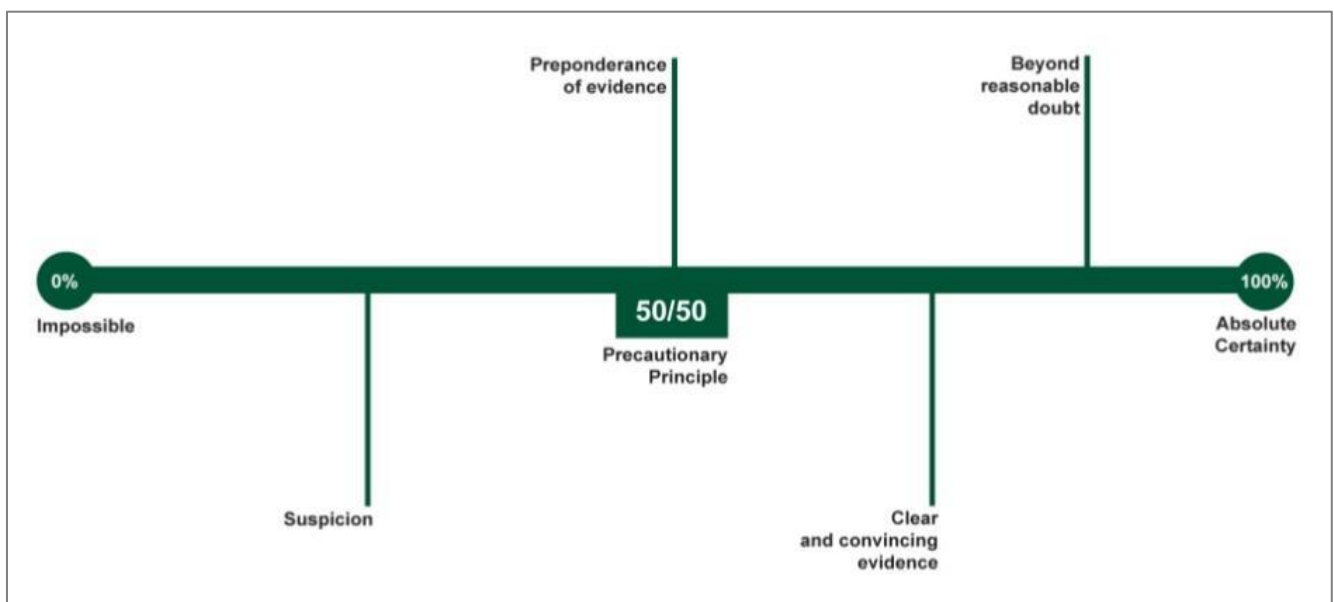 Preponderance
of evidence
Beyond
reasonable
doubt
0%
Impossible
50/50
Precautionary
Principle
100%
Absolute
Certainty
Suspicion
Clear
and convincing
evidence